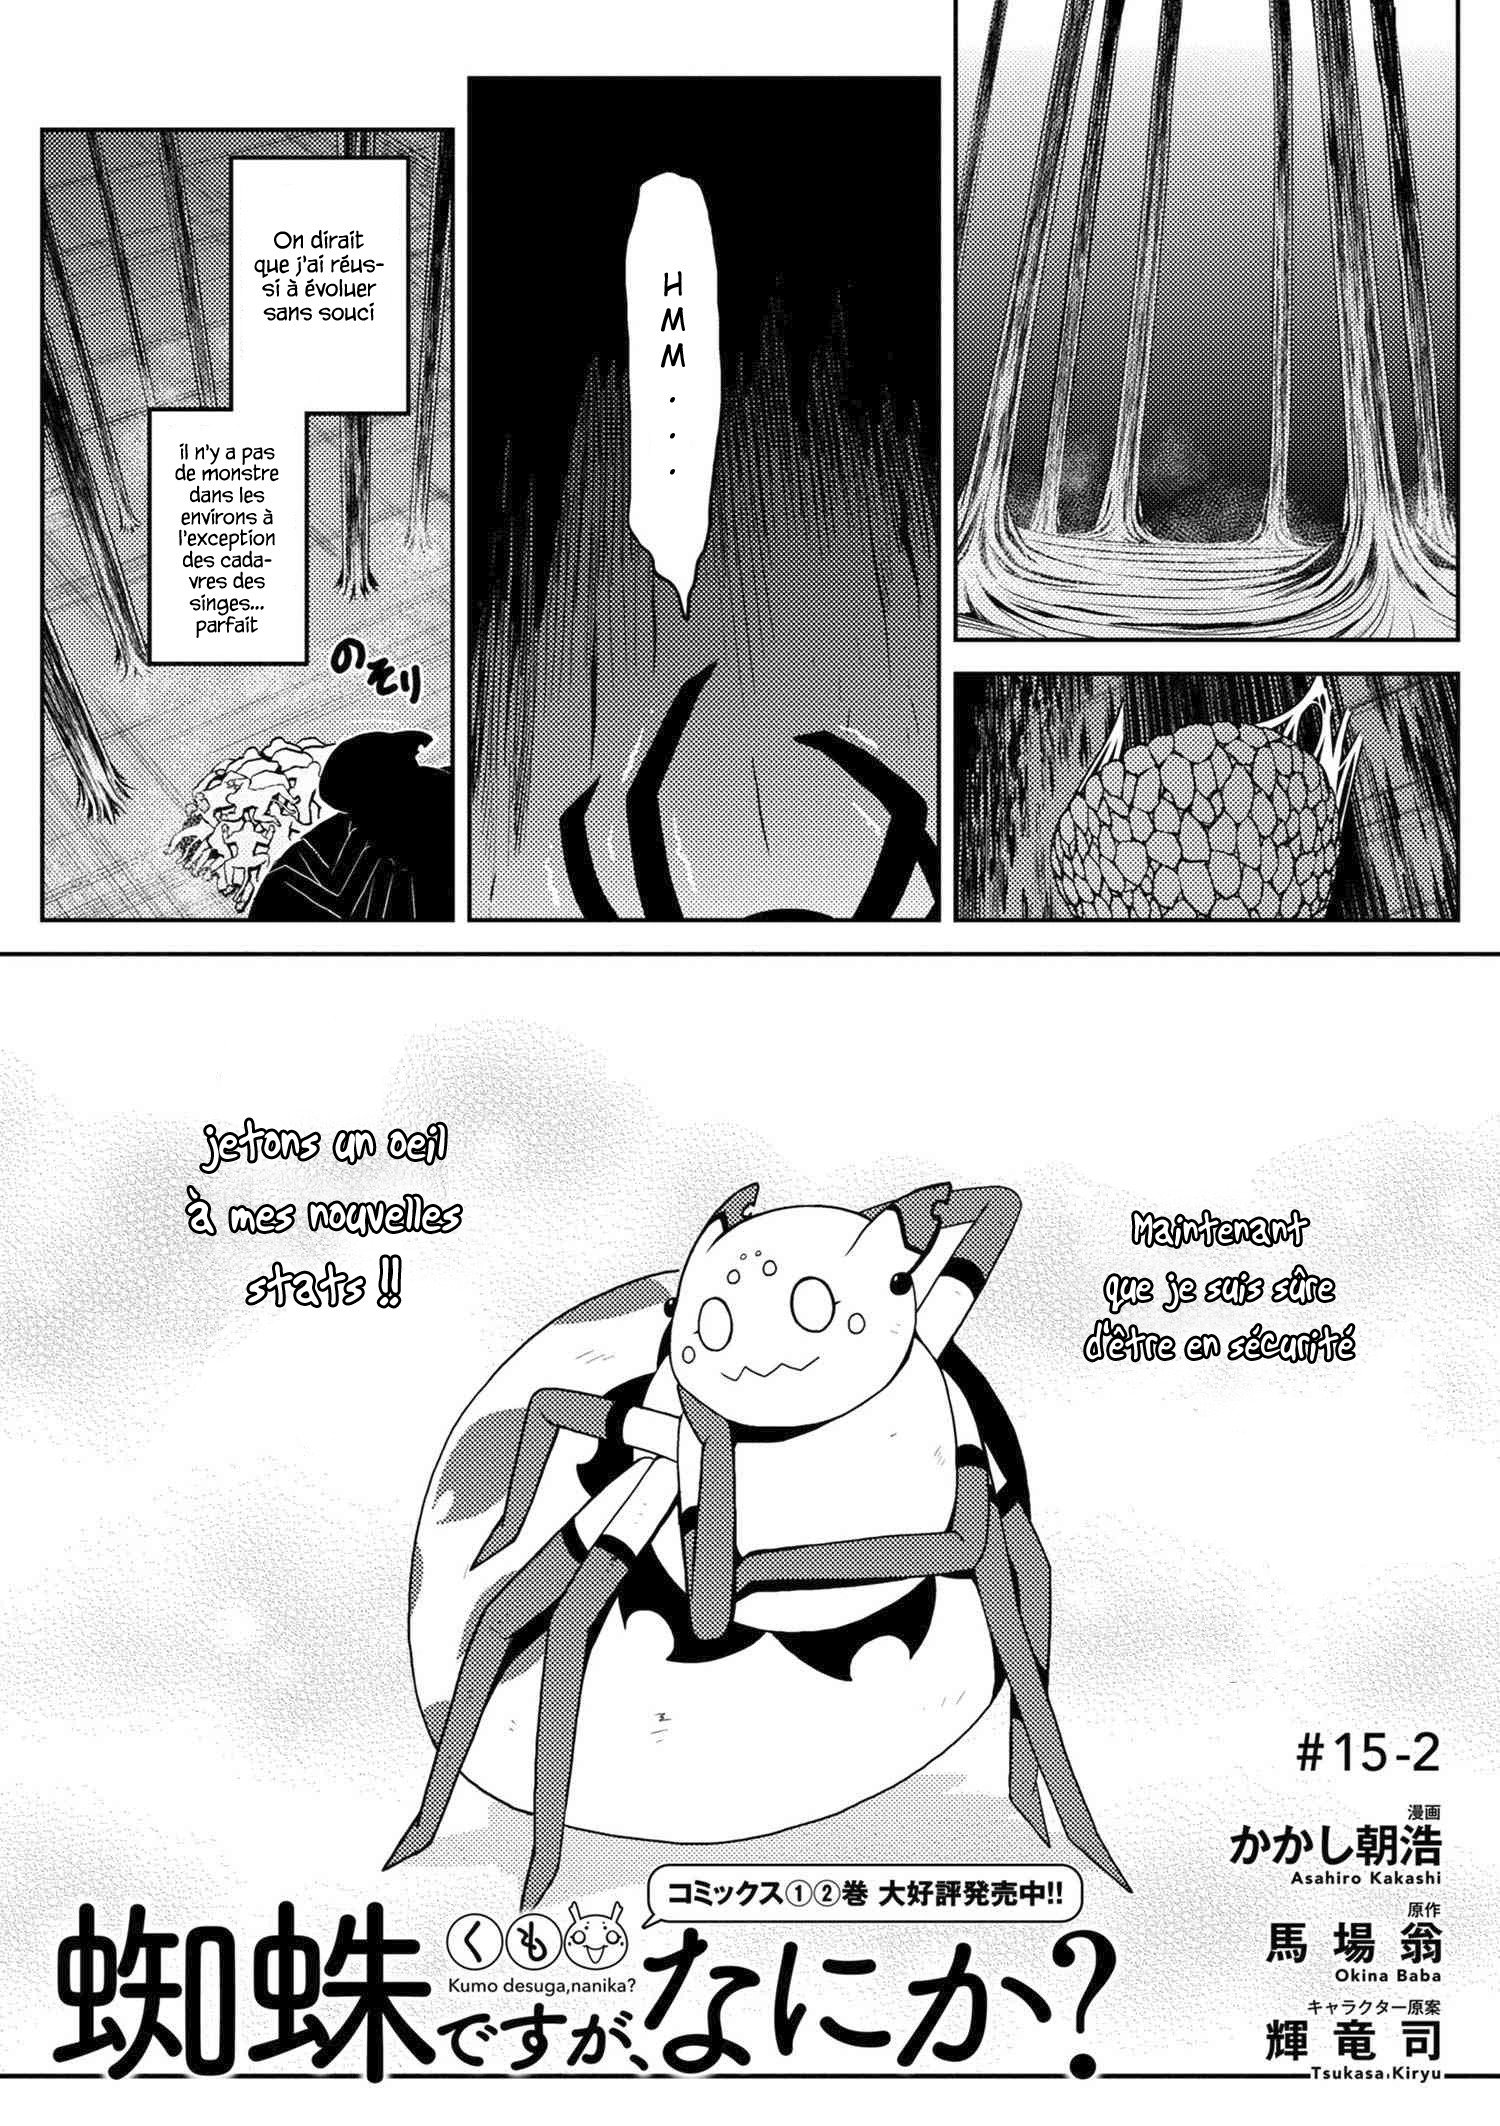 H
M
M
.
.
.
On dirait
que j'ai réus-
si à évoluer
sans souci
il n'y a pas
de monstre
dans les
environs à
l'exception
des cada-
vres des
singes...
parfait
のそり
Maintenant
que je suis sûre
d'être en sécurité
jetons un oeil
à mes nouvelles
stats !!
#15-2
漫画
かかし朝浩
Asahiro Kakashi
原作
馬場翁
Okina Baba
キャラクター原案
輝竜司
Tsukasa Kiryu
コミックス①②巻 大好評発売中!!
くも
Kumo desuga,nanika?
蜘蛛ですが、なにか?